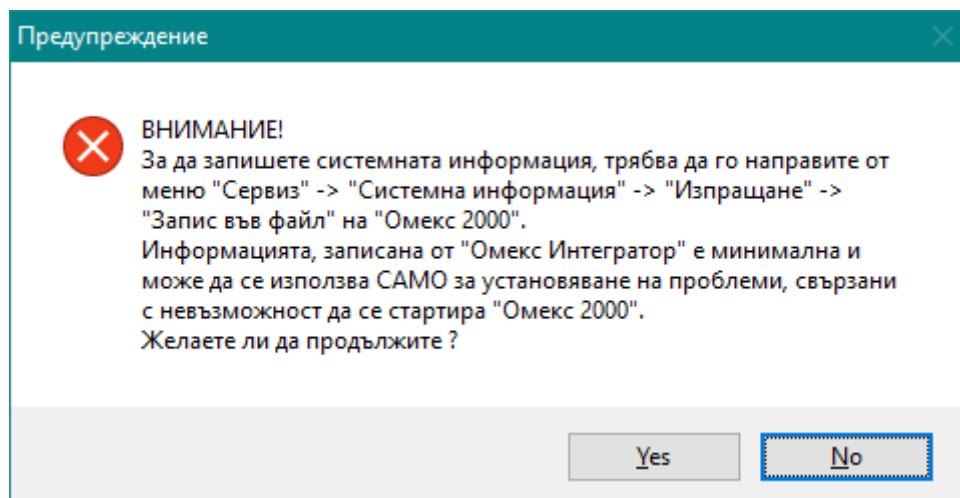 Предупреждение
ВНИМАНИЕ!
За да запишете системната информация, трябва да го направите от
меню "Сервиз" -> "Системна информация" -> "Изпращане" ->
"Запис във файл" на "Омекс 2000".
Информацията, записана от "Омекс Интегратор" е минимална и
може да се използва САМО за установяване на проблеми, свързани
с невъзможност да се стартира "Омекс 2000".
Желаете ли да продължите ?
Yes
No